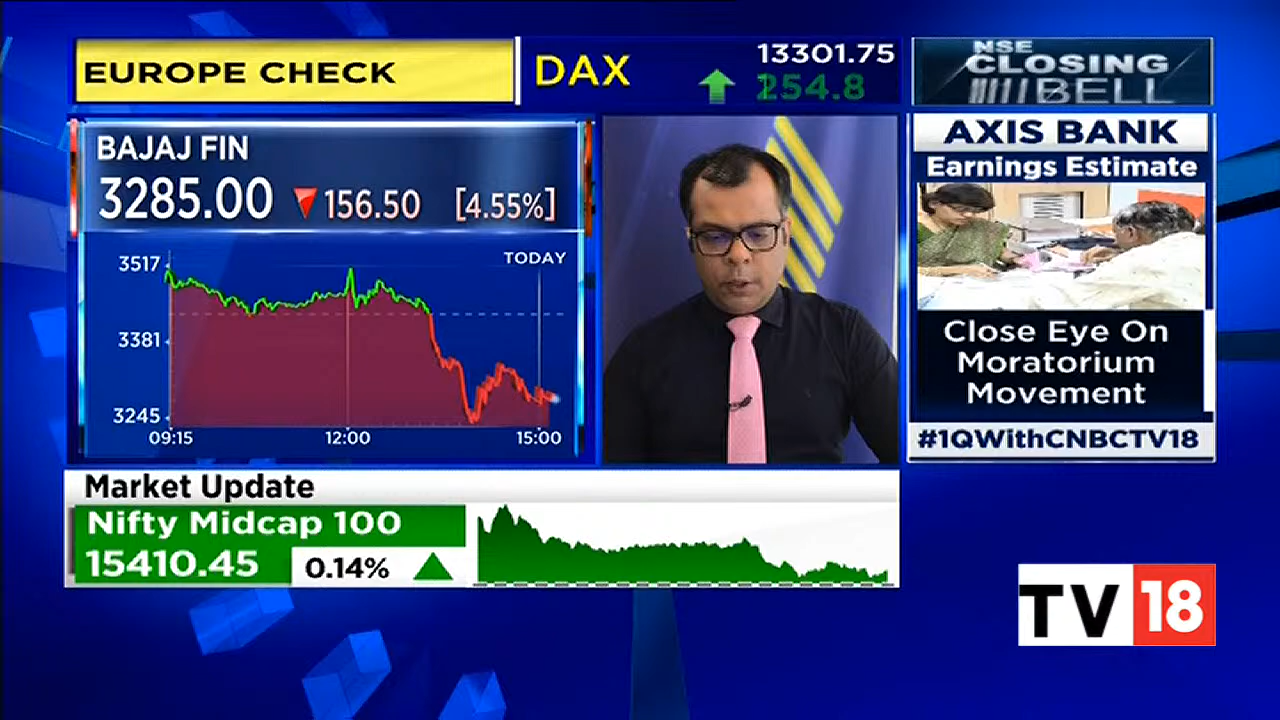 EUROPE CHECK
DAX
13301.75
254.8
NSE
CLOSING
BELL
BAJAJ FIN
3285.00
156.50
[4.55%]
TODAY
3517
3381
3245
09:15
12:00
15:00
AXIS BANK
Earnings Estimate
Close Eye On
Moratorium
Movement
#1QWithCNBCTV18
Market Update
Nifty Midcap 100
15410.45
0.14%
TV18